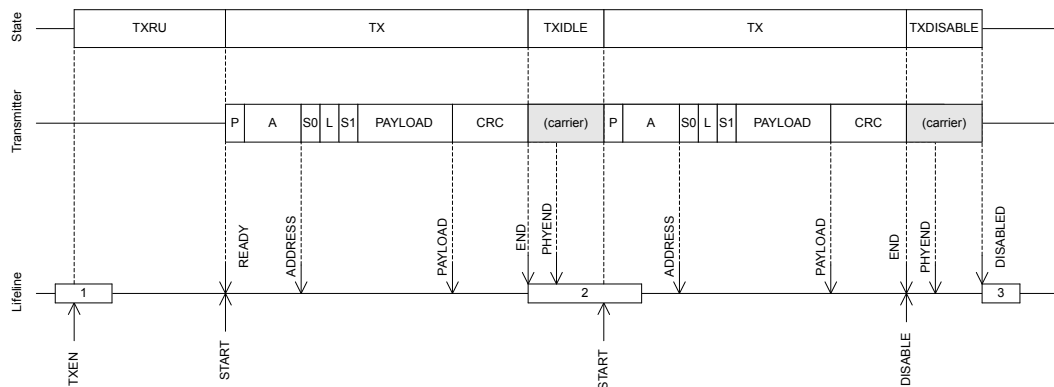 State
TXRU
TX
TXIDLE
TX
TXDISABLE
Transmitter
P
A
S0
L
S1
PAYLOAD
CRC
(carrier)
P
A
S0
L
S1
PAYLOAD
CRC
(carrier)
READY
ADDRESS
PAYLOAD
END
PHYEND
ADDRESS
PAYLOAD
END
PHYEND
DISABLED
Lifeline
1
2
3
TXEN
START
START
DISABLE